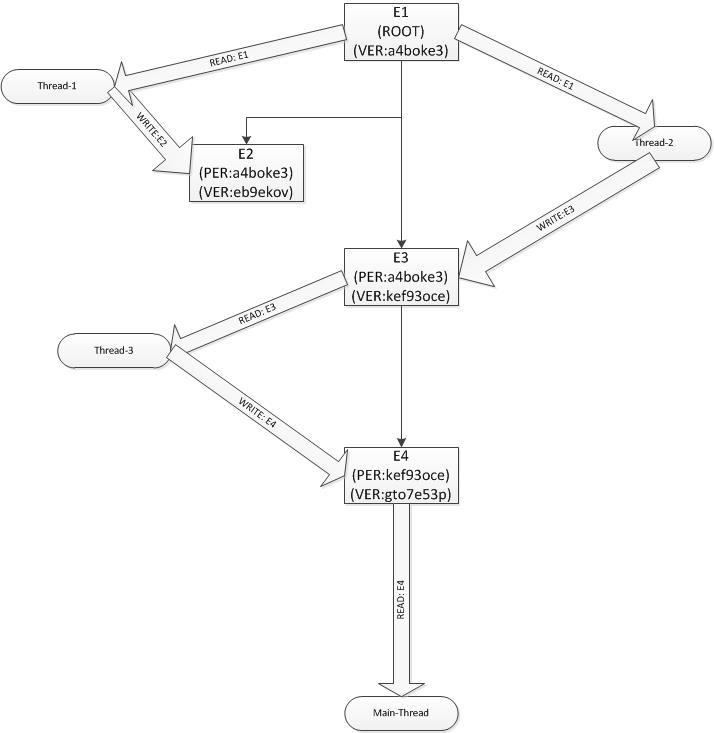 E1
(ROOT)
(VER:a4boke3)
READ: E1
READ: E1
Thread-1
WRITE:E2
Thread-2
E2
(PER:a4boke3)
(VER:eb9ekov)
WRITE:E3
E3
(PER:a4boke3)
(VER:kef93oce)
READ: E3
Thread-3
WRITE: E4
E4
(PER:kef93oce)
(VER:gto7e53p)
READ: E4
Main-Thread